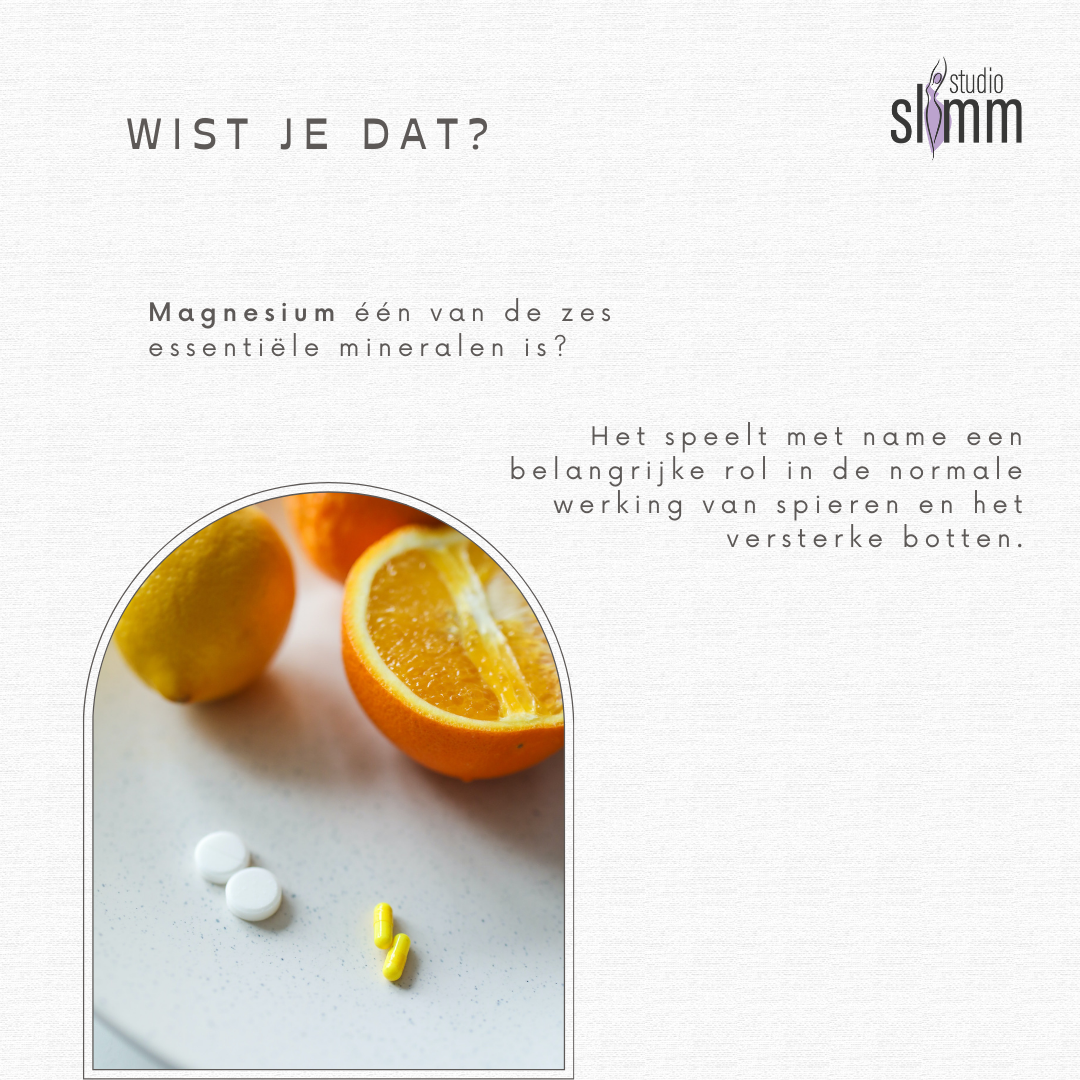 studio
slimm
WIST JE DAT?
Magnesium één van de zes
essentiële mineralen is?
Het speelt met name een
belangrijke rol in de normale
werking van spieren en het
versterke botten.